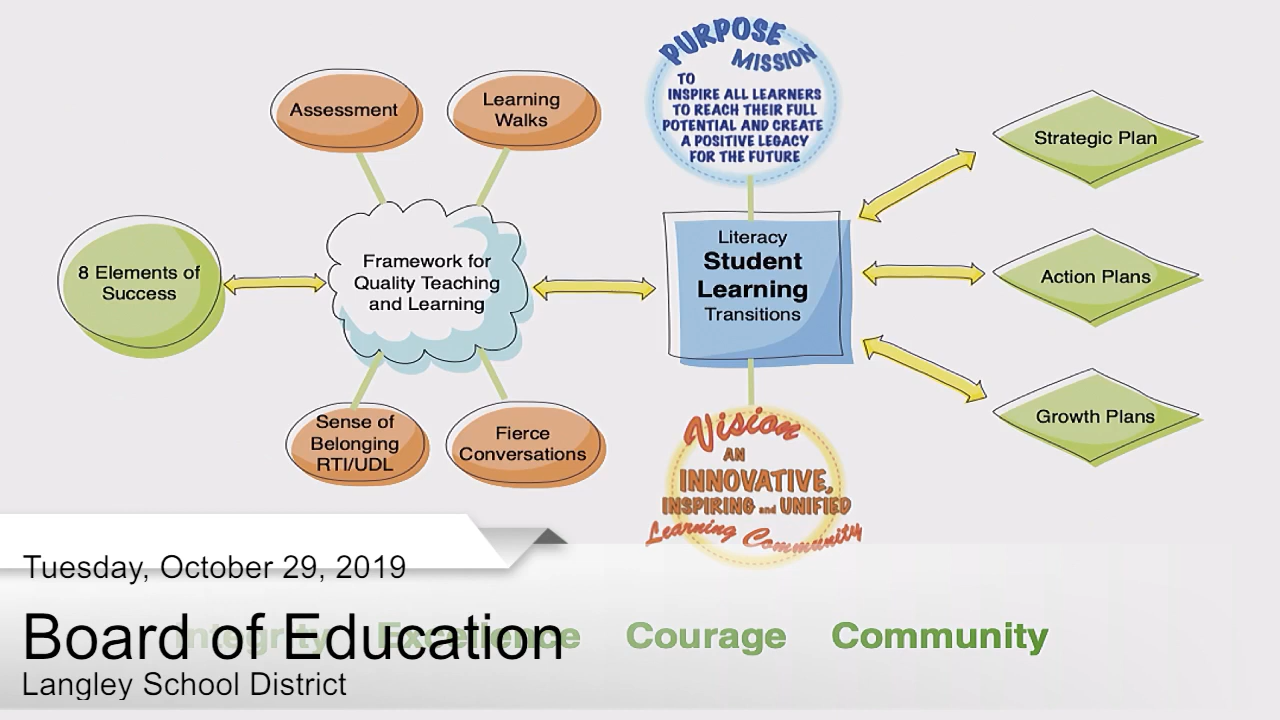 PURPOSE
MISSION
TO
INSPIRE ALL LEARNERS
TO REACH THEIR FULL
POTENTIAL AND CREATE
A POSITIVE LEGACY
FOR THE FUTURE
Assessment
Learning
Walks
Strategic Plan
8 Elements of
Success
Framework for
Quality Teaching
and Learning
Literacy
Student
Learning
Transitions
Action Plans
Sense of
Belonging
RTI/UDL
Fierce
Conversations
Growth Plans
Vision
AN
INNOVATIVE,
INSPIRING and UNIFIED
Learning Community
Tuesday, October 29, 2019
Integrity Excellence Courage Community
Board of Education
Langley School District